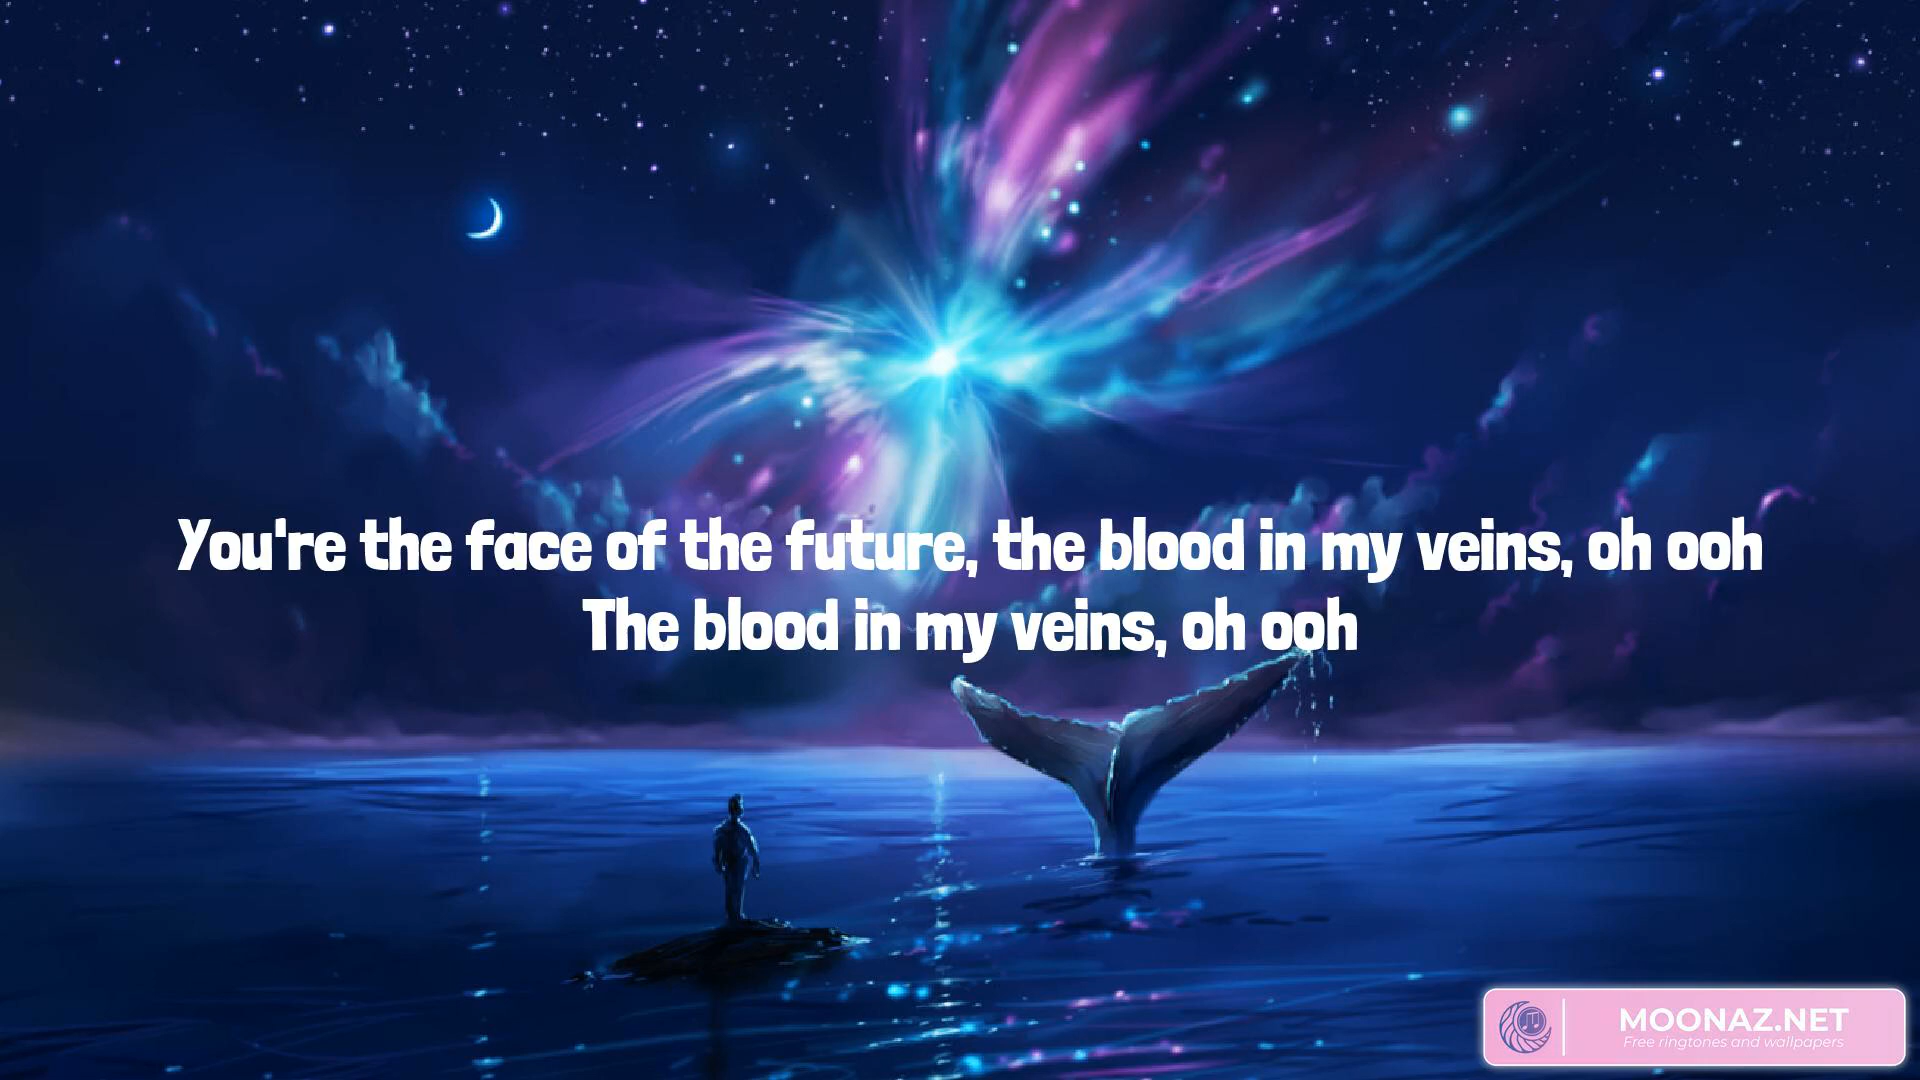 You're the face of the future, the blood in my veins, oh ooh
The blood in my veins, oh ooh
MOONAZ.NET
Free ringtones and wallpapers